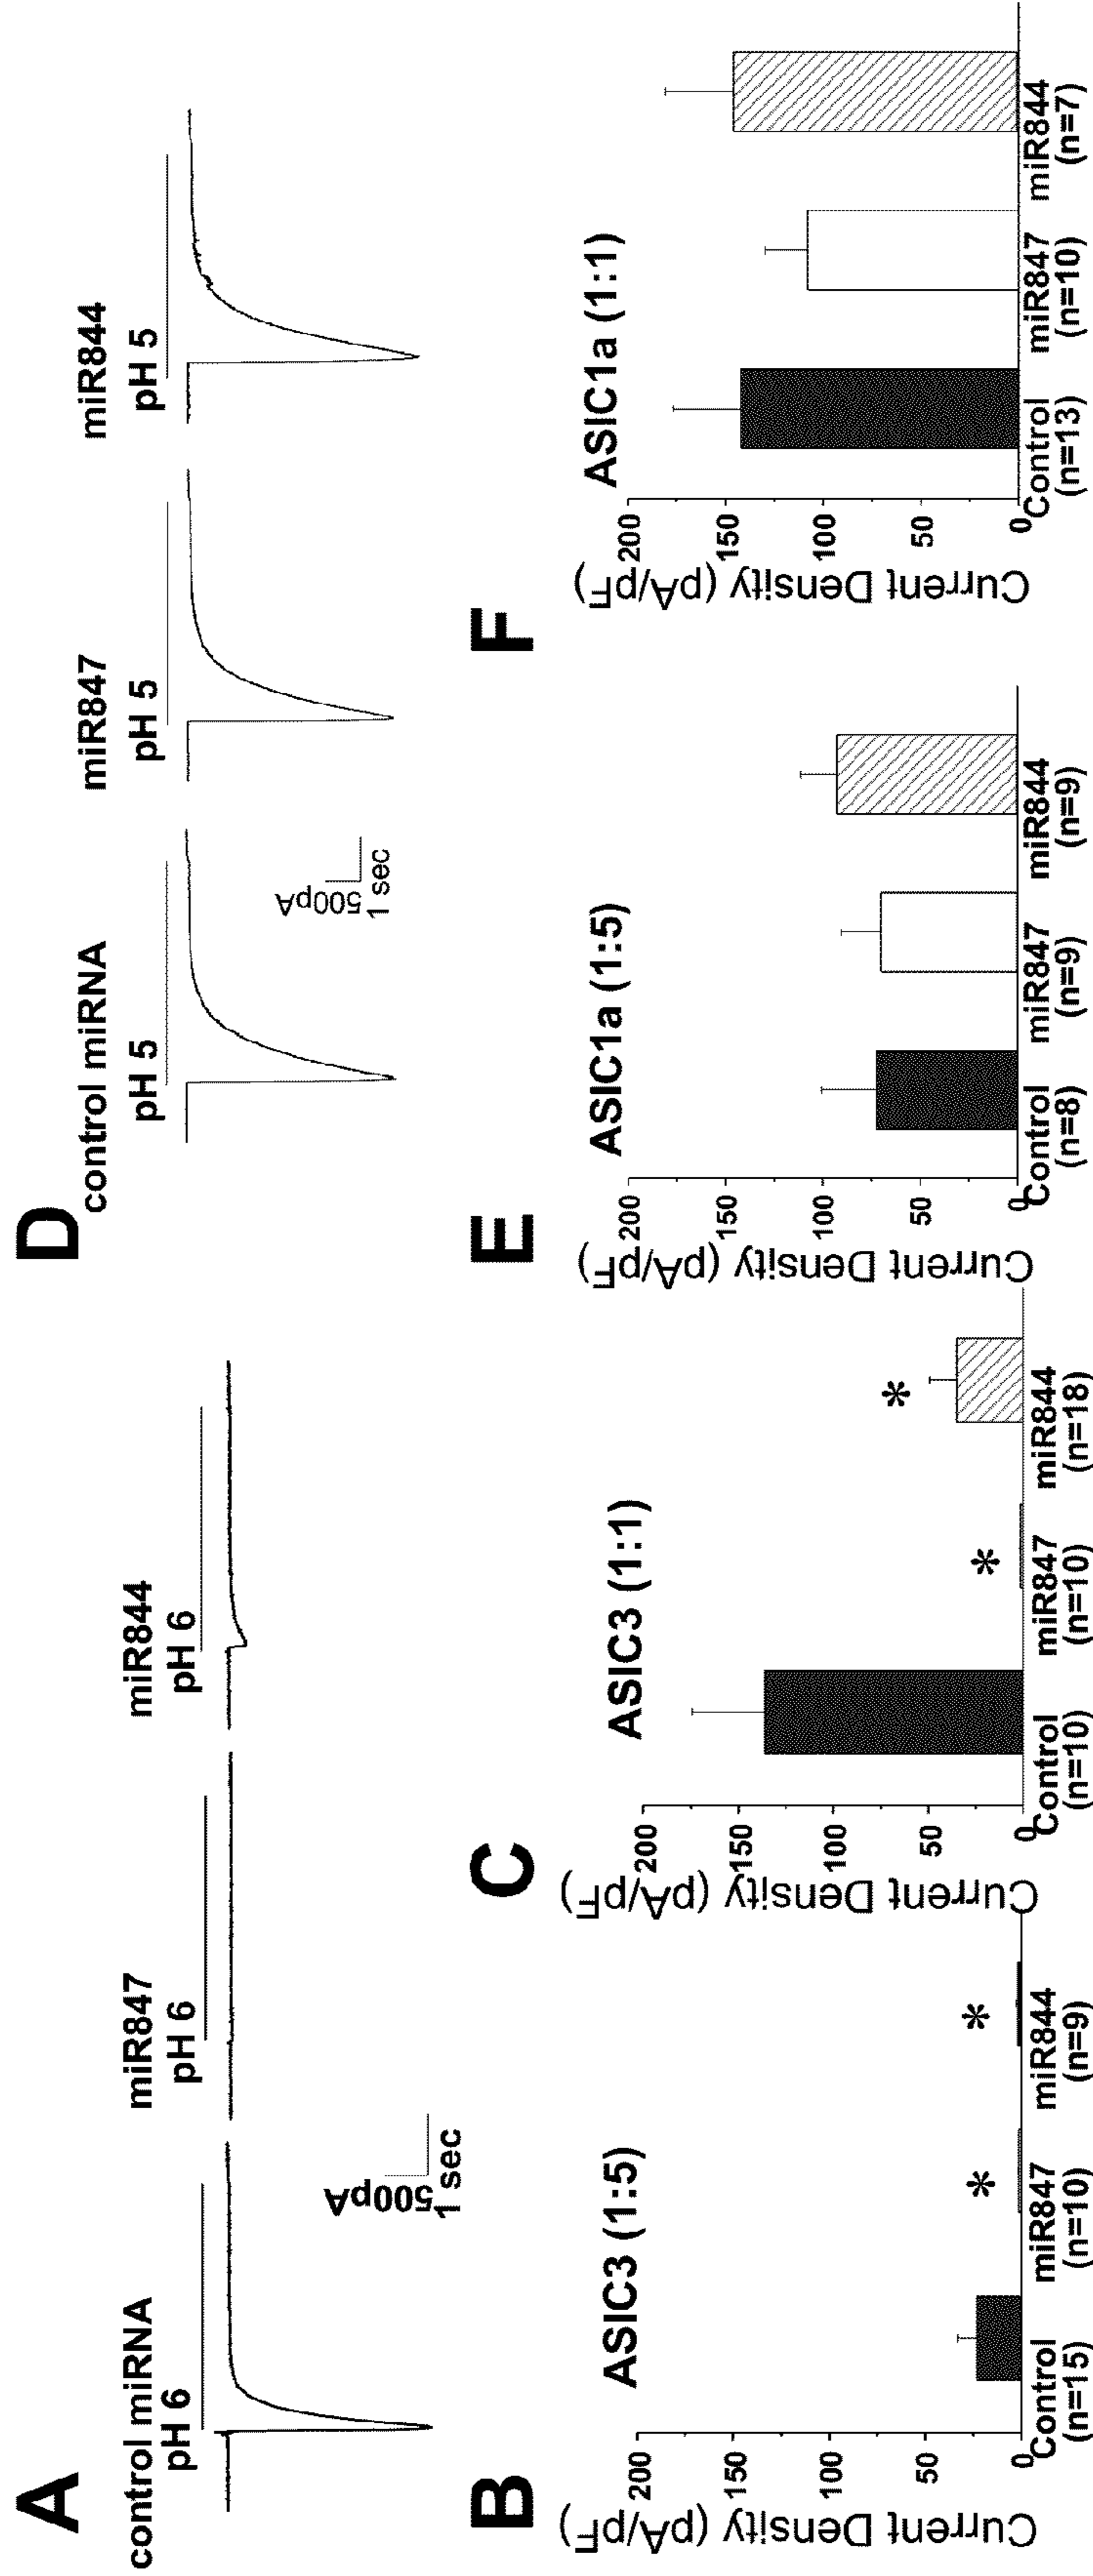 A
control miRNA
pH 6
miR847
pH 6
miR844
pH 6
500pA
1 sec
D
control miRNA
pH 5
miR847
pH 5
miR844
pH 5
500pA
1 sec
B
ASIC3 (1:5)
Current Density (pA/pF)
200
150
100
50
0
*
*
Control
(n=15)
miR847
(n=10)
miR844
(n=9)
C
ASIC3 (1:1)
Current Density (pA/pF)
200
150
100
50
0
*
*
Control
(n=10)
miR847
(n=10)
miR844
(n=18)
E
ASIC1a (1:5)
Current Density (pA/pF)
200
150
100
50
0
Control
(n=8)
miR847
(n=9)
miR844
(n=9)
F
ASIC1a (1:1)
Current Density (pA/pF)
200
150
100
50
0
Control
(n=13)
miR847
(n=10)
miR844
(n=7)